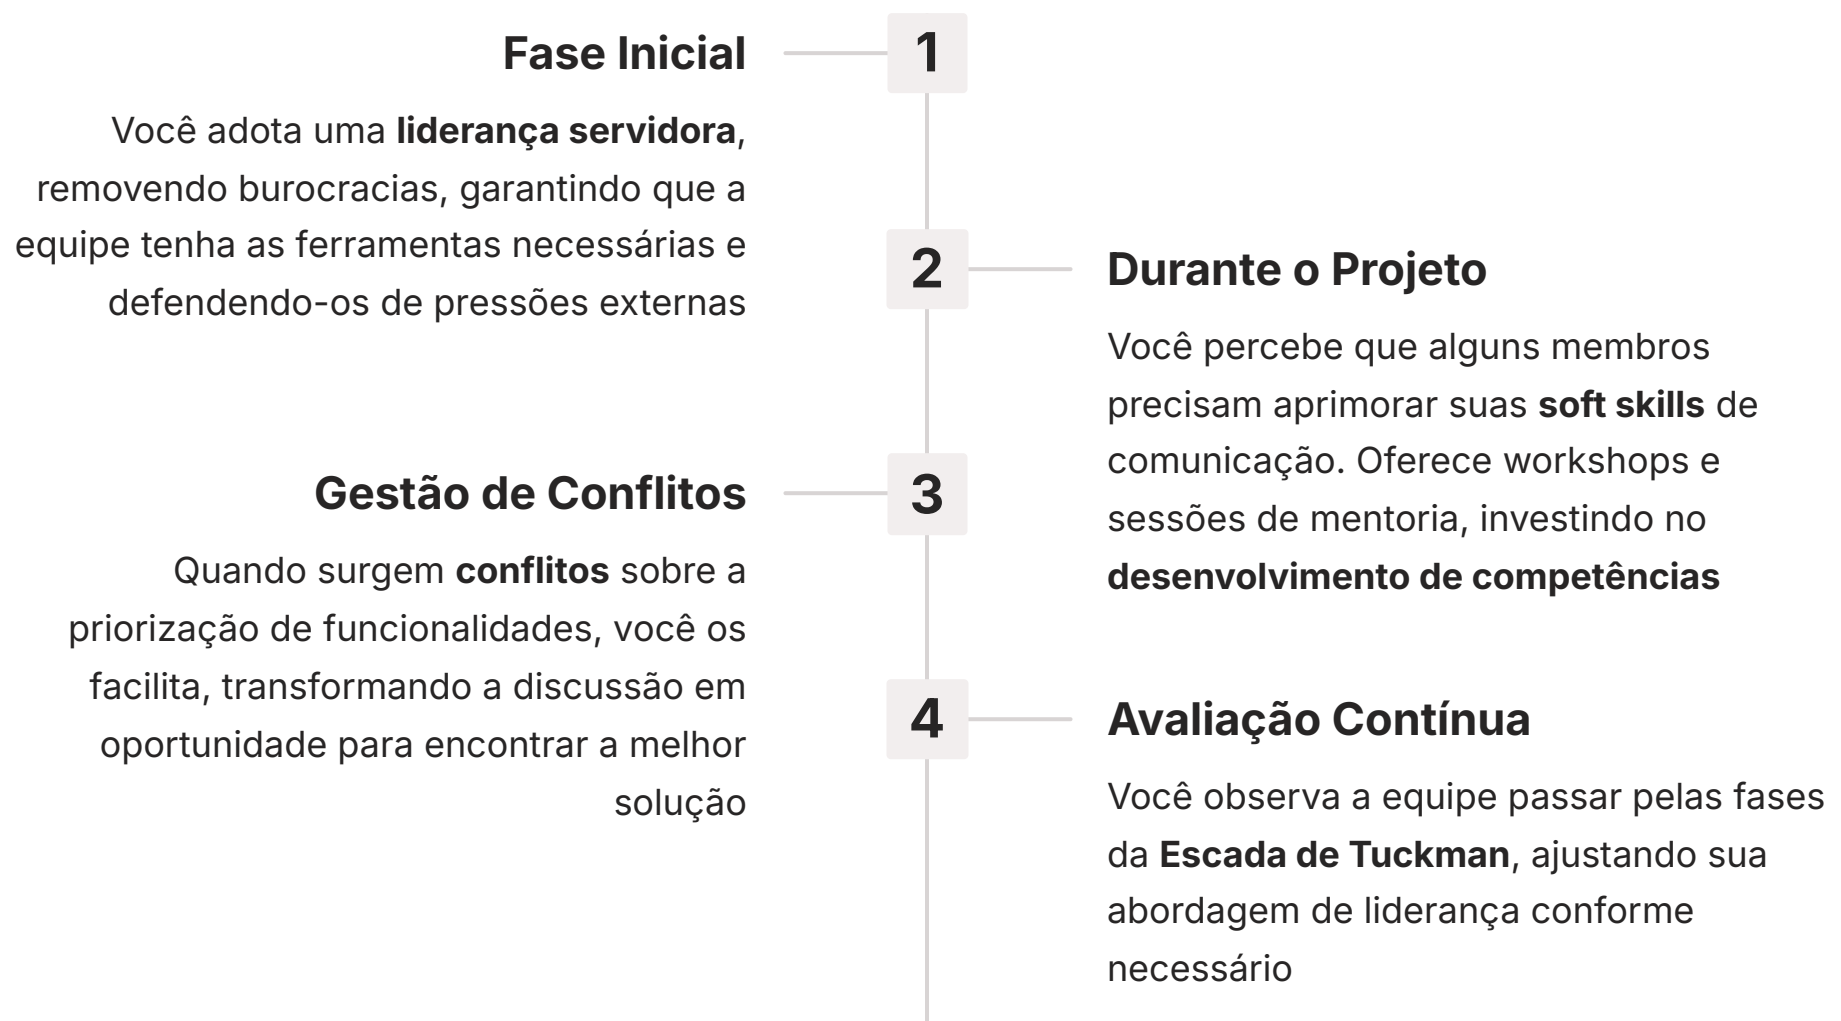 1
Fase Inicial
Você adota uma liderança servidora,
removendo burocracias, garantindo que a
equipe tenha as ferramentas necessárias e
defendendo-os de pressões externas
2
Durante o Projeto
Você percebe que alguns membros
precisam aprimorar suas soft skills de
comunicação. Oferece workshops e
sessões de mentoria, investindo no
desenvolvimento de competências
3
Gestão de Conflitos
Quando surgem conflitos sobre a
priorização de funcionalidades, você os
facilita, transformando a discussão em
oportunidade para encontrar a melhor
solução
4
Avaliação Contínua
Você observa a equipe passar pelas fases
da Escada de Tuckman, ajustando sua
abordagem de liderança conforme
necessário